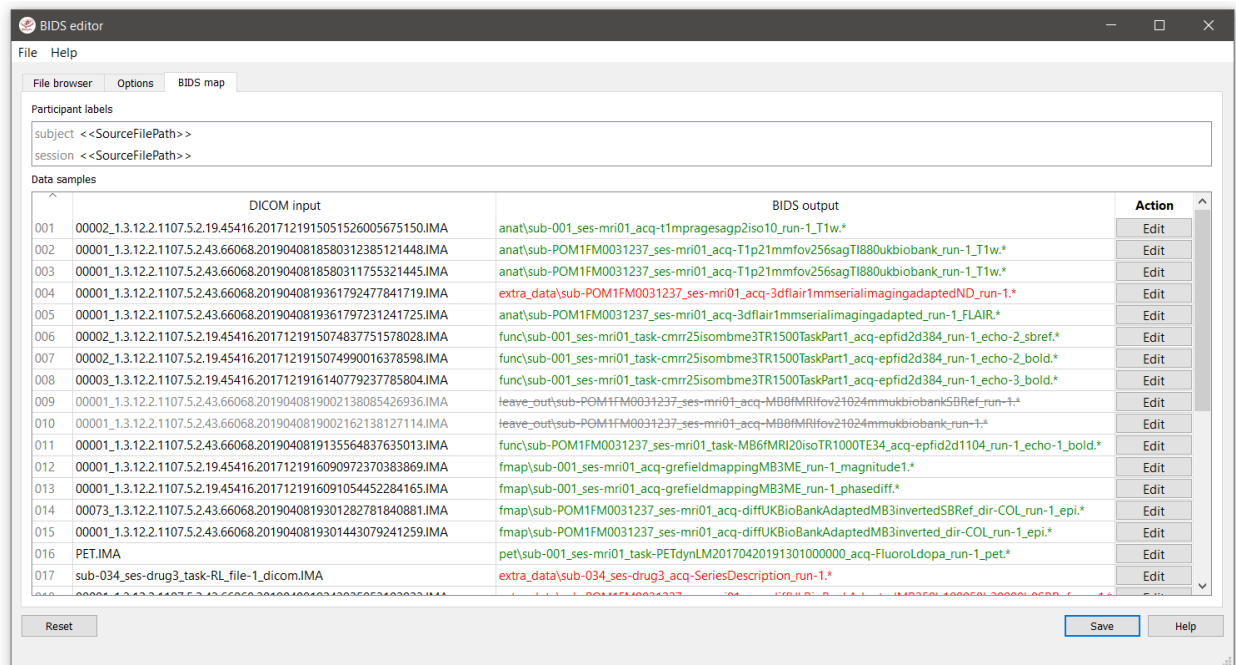 BIDS editor
File Help
File browser Options BIDS map
Participant labels
subject <<SourceFilePath>>
session <<SourceFilePath>>
Data samples
DICOM input BIDS output Action
001 00002_1.3.12.2.1107.5.2.19.45416.2017121915051526005675150.IMA anat\sub-001_ses-mri01_acq-t1mpragesagp2iso10_run-1_T1w.* Edit
002 00001_1.3.12.2.1107.5.2.43.66068.2019040818580312385121448.IMA anat\sub-POM1FM0031237_ses-mri01_acq-T1p21mmfov256sagTI880ukbiobank_run-1_T1w.* Edit
003 00001_1.3.12.2.1107.5.2.43.66068.2019040818580311755321445.IMA anat\sub-POM1FM0031237_ses-mri01_acq-T1p21mmfov256sagTI880ukbiobank_run-1_T1w.* Edit
004 00001_1.3.12.2.1107.5.2.43.66068.2019040819361792477841719.IMA extra_data\sub-POM1FM0031237_ses-mri01_acq-3dflair1mmserialimagingadaptedND_run-1.* Edit
005 00001_1.3.12.2.1107.5.2.43.66068.2019040819361797231241725.IMA anat\sub-POM1FM0031237_ses-mri01_acq-3dflair1mmserialimagingadapted_run-1_FLAIR.* Edit
006 00002_1.3.12.2.1107.5.2.19.45416.2017121915074837751578028.IMA func\sub-001_ses-mri01_task-cmrr25isombme3TR1500TaskPart1_acq-epfid2d384_run-1_echo-2_sbref.* Edit
007 00002_1.3.12.2.1107.5.2.19.45416.2017121915074990016378598.IMA func\sub-001_ses-mri01_task-cmrr25isombme3TR1500TaskPart1_acq-epfid2d384_run-1_echo-2_bold.* Edit
008 00003_1.3.12.2.1107.5.2.19.45416.2017121916140779237785804.IMA func\sub-001_ses-mri01_task-cmrr25isombme3TR1500TaskPart1_acq-epfid2d384_run-1_echo-3_bold.* Edit
009 00001_1.3.12.2.1107.5.2.43.66068.2019040819002138085426936.IMA leave_out\sub-POM1FM0031237_ses-mri01_acq-MB8fMRIfov21024mmukbiobankSBRef_run-1.* Edit
010 00001_1.3.12.2.1107.5.2.43.66068.2019040819002162138127114.IMA leave_out\sub-POM1FM0031237_ses-mri01_acq-MB8fMRIfov21024mmukbiobank_run-1.* Edit
011 00001_1.3.12.2.1107.5.2.43.66068.2019040819135564837635013.IMA func\sub-POM1FM0031237_ses-mri01_task-MB6fMRI20isoTR1000TE34_acq-epfid2d1104_run-1_echo-1_bold.* Edit
012 00001_1.3.12.2.1107.5.2.19.45416.2017121916090972370383869.IMA fmap\sub-001_ses-mri01_acq-grefieldmappingMB3ME_run-1_magnitude1.* Edit
013 00001_1.3.12.2.1107.5.2.19.45416.2017121916091054452284165.IMA fmap\sub-001_ses-mri01_acq-grefieldmappingMB3ME_run-1_phasediff.* Edit
014 00073_1.3.12.2.1107.5.2.43.66068.2019040819301282781840881.IMA fmap\sub-POM1FM0031237_ses-mri01_acq-diffUKBioBankAdaptedMB3invertedSBRef_dir-COL_run-1_epi.* Edit
015 00001_1.3.12.2.1107.5.2.43.66068.2019040819301443079241259.IMA fmap\sub-POM1FM0031237_ses-mri01_acq-diffUKBioBankAdaptedMB3inverted_dir-COL_run-1_epi.* Edit
016 PET.IMA pet\sub-001_ses-mri01_task-PETdynLM20170420191301000000_acq-FluoroLdopa_run-1_pet.* Edit
017 sub-034_ses-drug3_task-RL_file-1_dicom.IMA extra_data\sub-034_ses-drug3_acq-SeriesDescription_run-1.* Edit
Reset Save Help